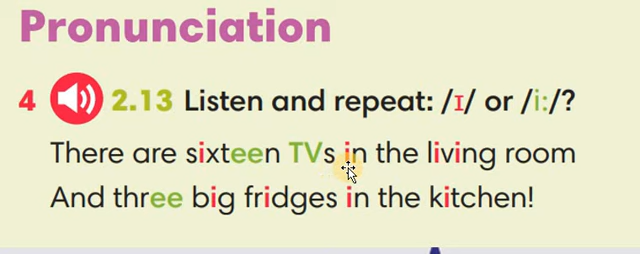 Pronunciation
4 2.13 Listen and repeat: /ɪ/ or /i:/?
There are sixteen TVs in the living room
And three big fridges in the kitchen!